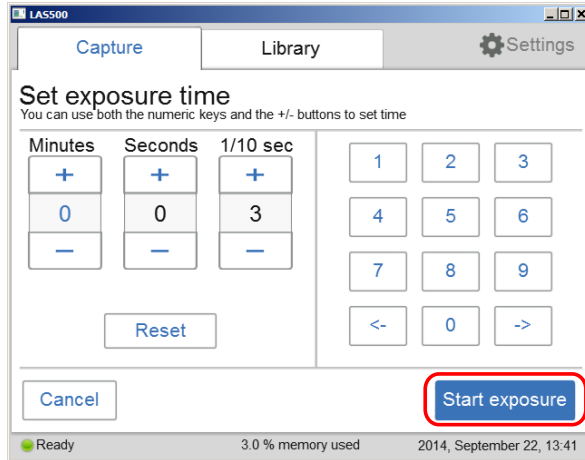 LAS500
Capture Library Settings
Set exposure time
You can use both the numeric keys and the +/- buttons to set time
Minutes Seconds 1/10 sec
+ + +
0 0 3
− − −
1 2 3
4 5 6
7 8 9
<- 0 ->
Reset
Cancel Start exposure
Ready 3.0 % memory used 2014, September 22, 13:41